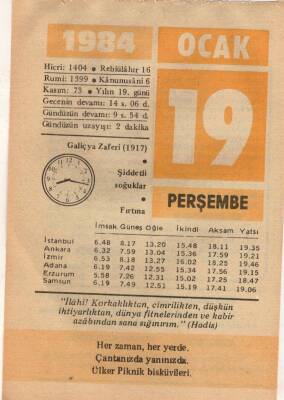 1984
OCAK
Hicri: 1404 ● Rebiülâhır 16
Rumi: 1399 ● Kânunusâni 6
Kasım: 73 ● Yılın 19. günü
Gecenin devamı: 14 s. 06 d.
Gündüzün devamı: 9 s. 54 d.
Gündüzün uzayışı: 2 dakika
19
Galiçya Zaferi (1917)
●
Şiddetli
soğuklar
●
Fırtına
PERŞEMBE
İmsak Güneş Öğle İkindi Akşam Yatsı
İstanbul 6.48 8.17 13.20 15.48 18.11 19.35
Ankara 6.32 7.59 13.04 15.36 17.59 19.21
İzmir 6.53 8.18 13.27 16.02 18.25 19.46
Adana 6.19 7.42 12.55 15.34 17.56 19.15
Erzurum 5.58 7.26 12.31 15.02 17.25 18.47
Samsun 6.19 7.49 12.51 15.19 17.41 19.06
"İlâhî! Korkaklıktan, cimrilikten, düşkün
ihtiyarlıktan, dünya fitnelerinden ve kabir
azâbından sana sığınırım." (Hadis)
Her zaman, her yerde.
Çantanızda yanınızda.
Ülker Piknik bisküvileri.